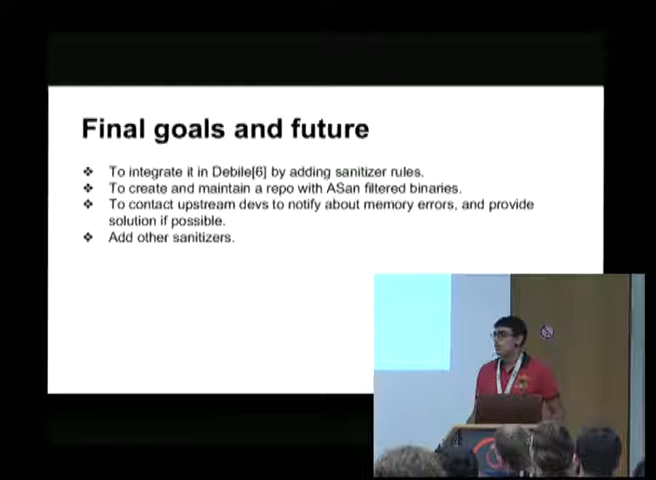 Final goals and future
❖ To integrate it in Debile[6] by adding sanitizer rules.
❖ To create and maintain a repo with ASan filtered binaries.
❖ To contact upstream devs to notify about memory errors, and provide
solution if possible.
❖ Add other sanitizers.